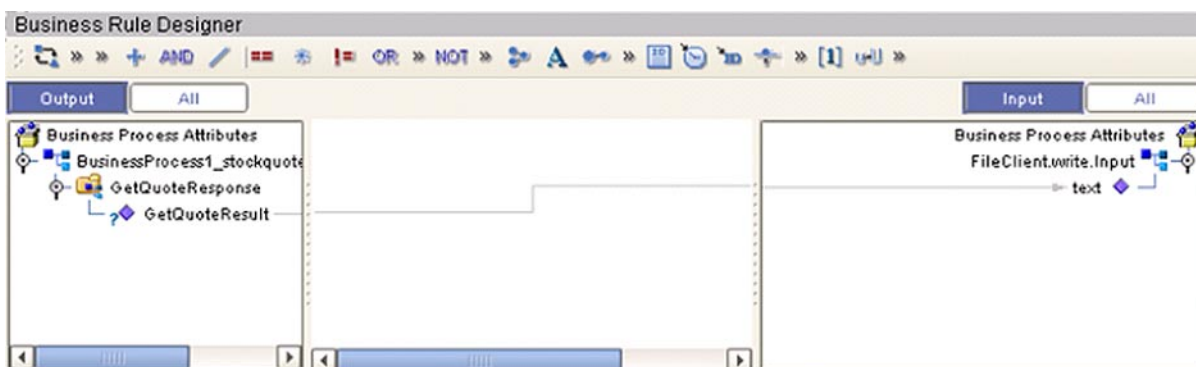 Business Rule Designer
» » AND == != OR » NOT » A » » [1] »
Output All Input All
Business Process Attributes
BusinessProcess1_stockquote
GetQuoteResponse
GetQuoteResult
Business Process Attributes
FileClient.write.Input
text